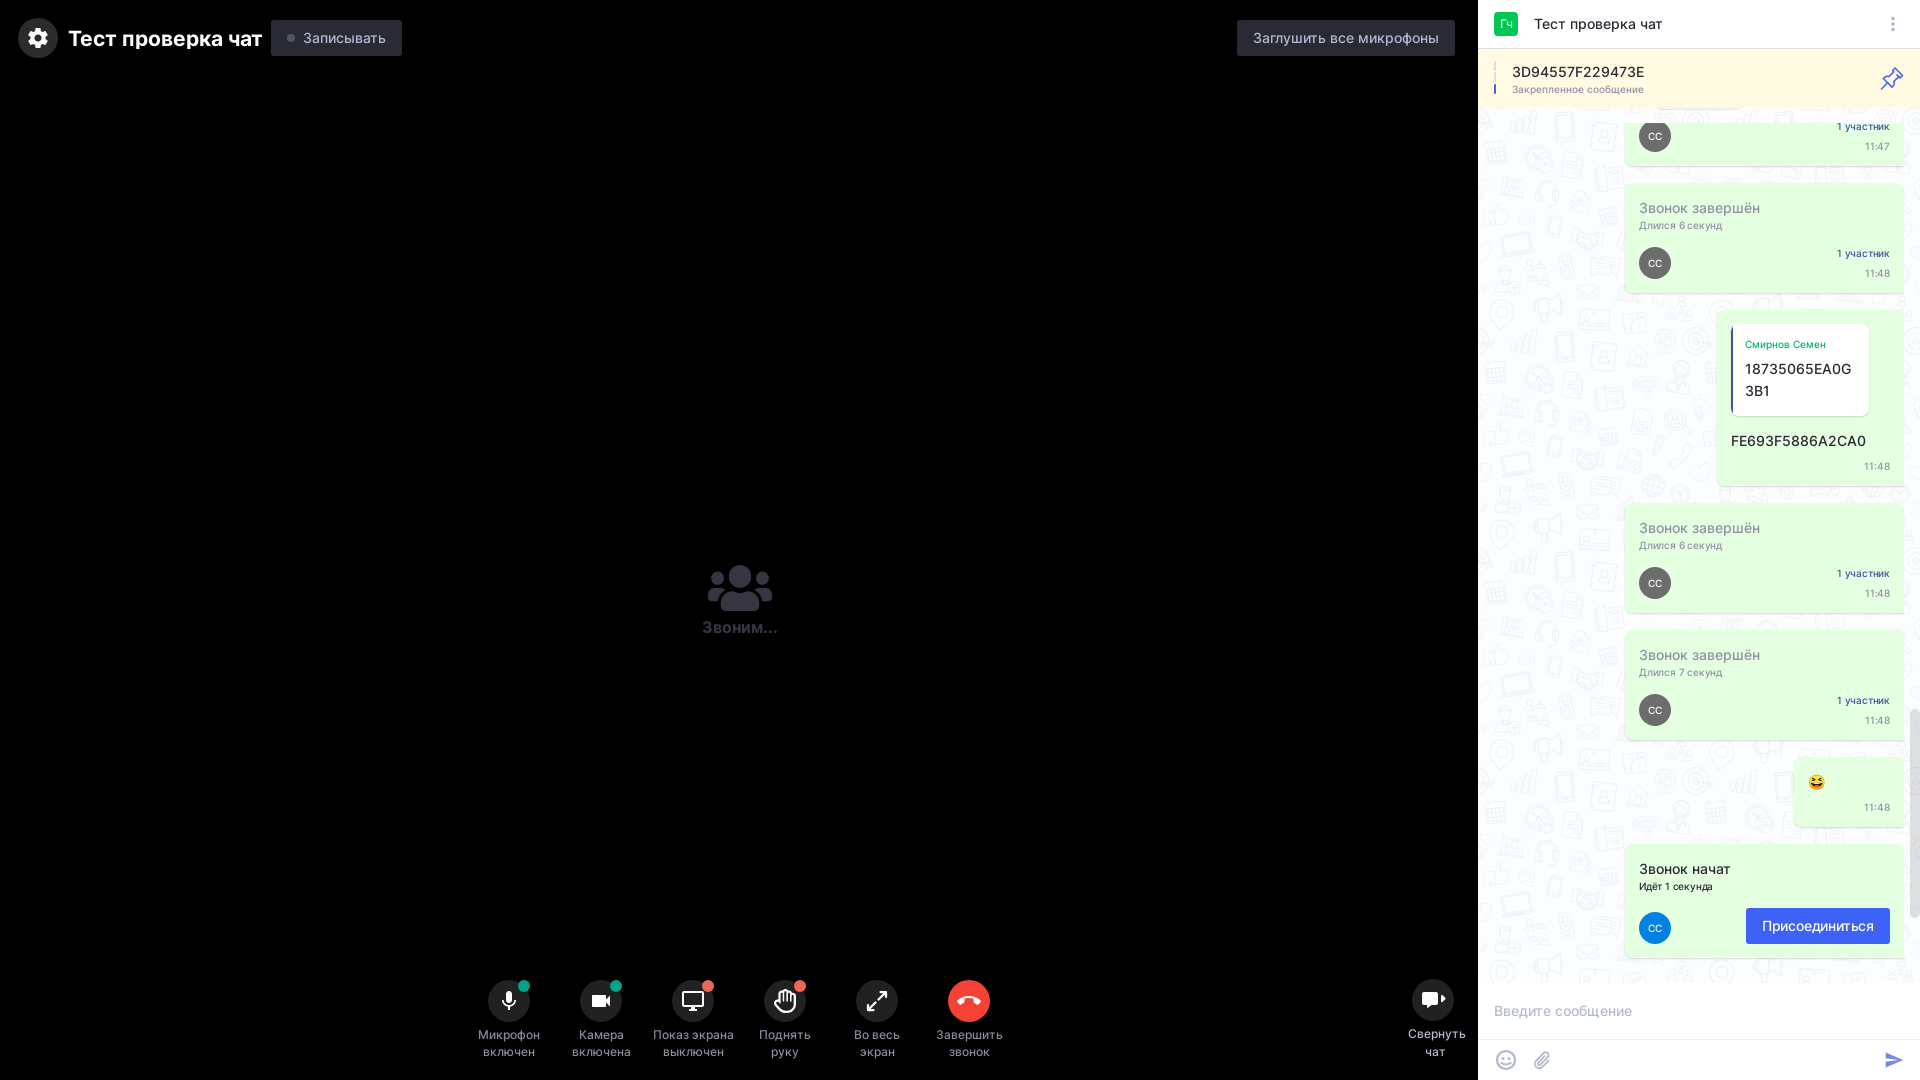 Тест проверка чат
Записывать
Заглушить все микрофоны
Звоним...
Микрофон
включен
Камера
включена
Показ экрана
выключен
Поднять
руку
Во весь
экран
Завершить
звонок
Свернуть
чат
Гч
Тест проверка чат
3D94557F229473E
Закрепленное сообщение
СС
1 участник
11:47
Звонок завершён
Длился 6 секунд
СС
1 участник
11:48
Смирнов Семен
18735065EA0G
3B1
FE693F5886A2CA0
11:48
Звонок завершён
Длился 6 секунд
СС
1 участник
11:48
Звонок завершён
Длился 7 секунд
СС
1 участник
11:48
😆
11:48
Звонок начат
Идёт 1 секунда
СС
Присоединиться
Введите сообщение